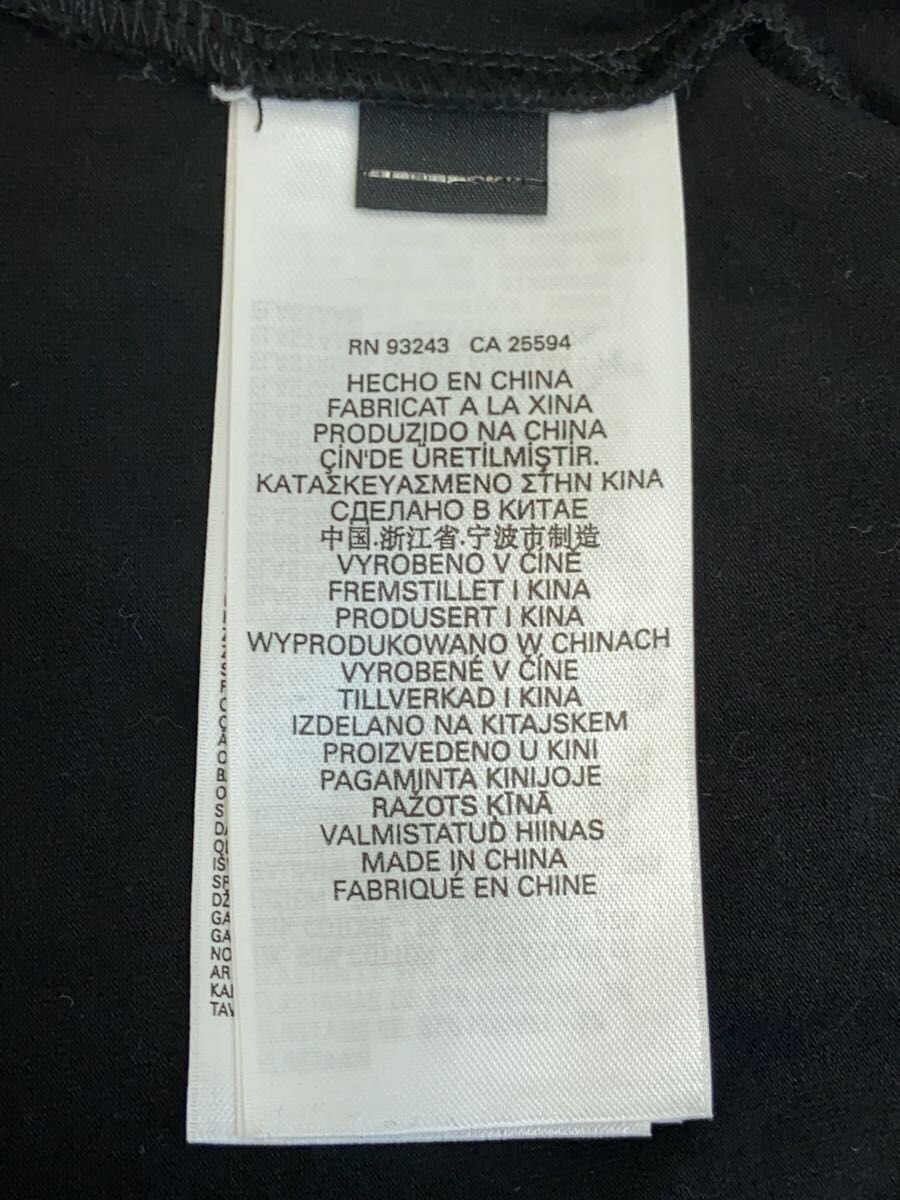 RN 93243 CA 25594
HECHO EN CHINA
FABRICAT A LA XINA
PRODUZIDO NA CHINA
ÇİN'DE ÜRETİLMİŞTİR.
ΚΑΤΑΣΚΕΥΑΣΜΕΝΟ ΣΤΗΝ ΚΙΝΑ
СДЕЛАНО В КИТАЕ
中国.浙江省.宁波市制造
VYROBENO V ČÍNĚ
FREMSTILLET I KINA
PRODUSERT I KINA
WYPRODUKOWANO W CHINACH
VYROBENÉ V ČÍNE
TILLVERKAD I KINA
IZDELANO NA KITAJSKEM
PROIZVEDENO U KINI
PAGAMINTA KINIJOJE
RAŽOTS ĶĪNĀ
VALMISTATUD HIINAS
MADE IN CHINA
FABRIQUÉ EN CHINE